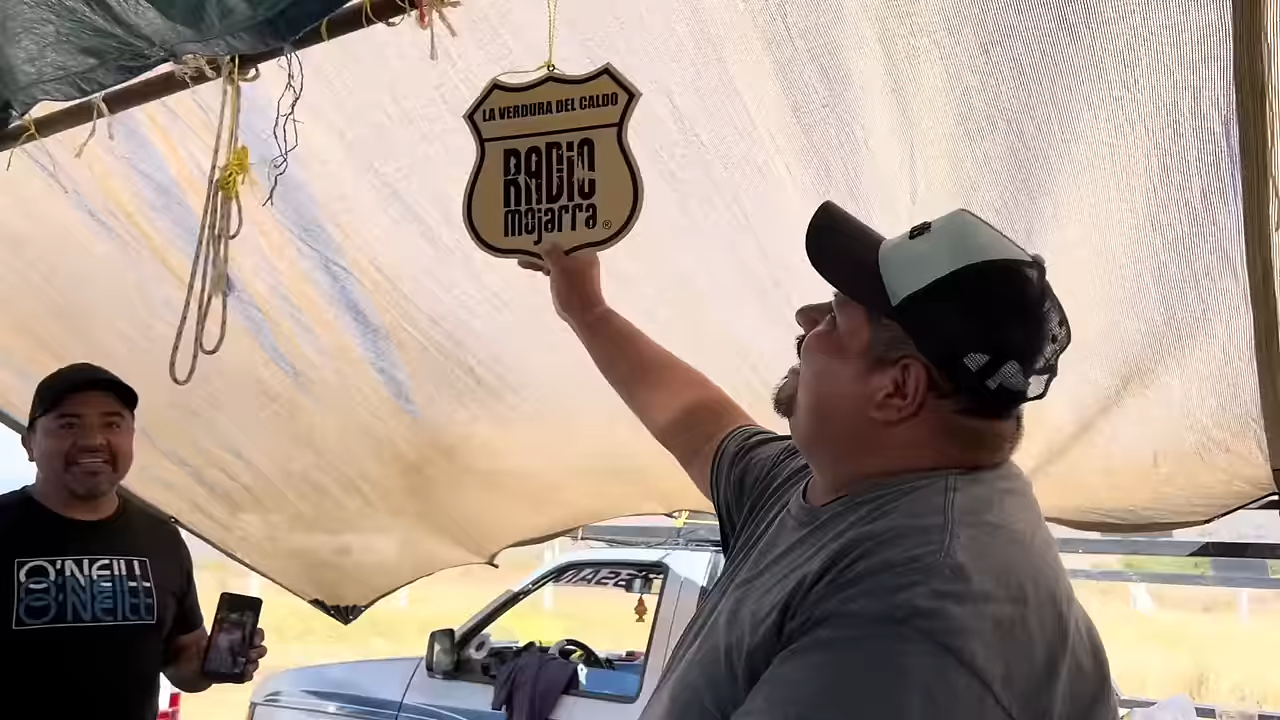 LA VERDURA DEL CALDO
RADIO
mojarra ®
O'NEILL
O'NEILL